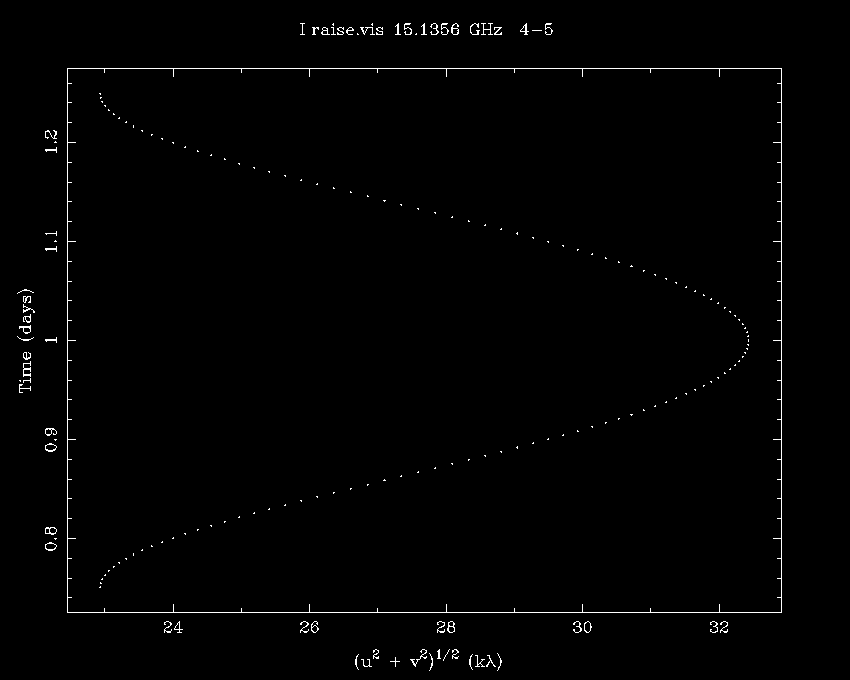 I raise.vis 15.1356 GHz 4−5
1.2
1.1
1
0.9
0.8
Time (days)
24 26 28 30 32
(u² + v²)¹/² (kλ)